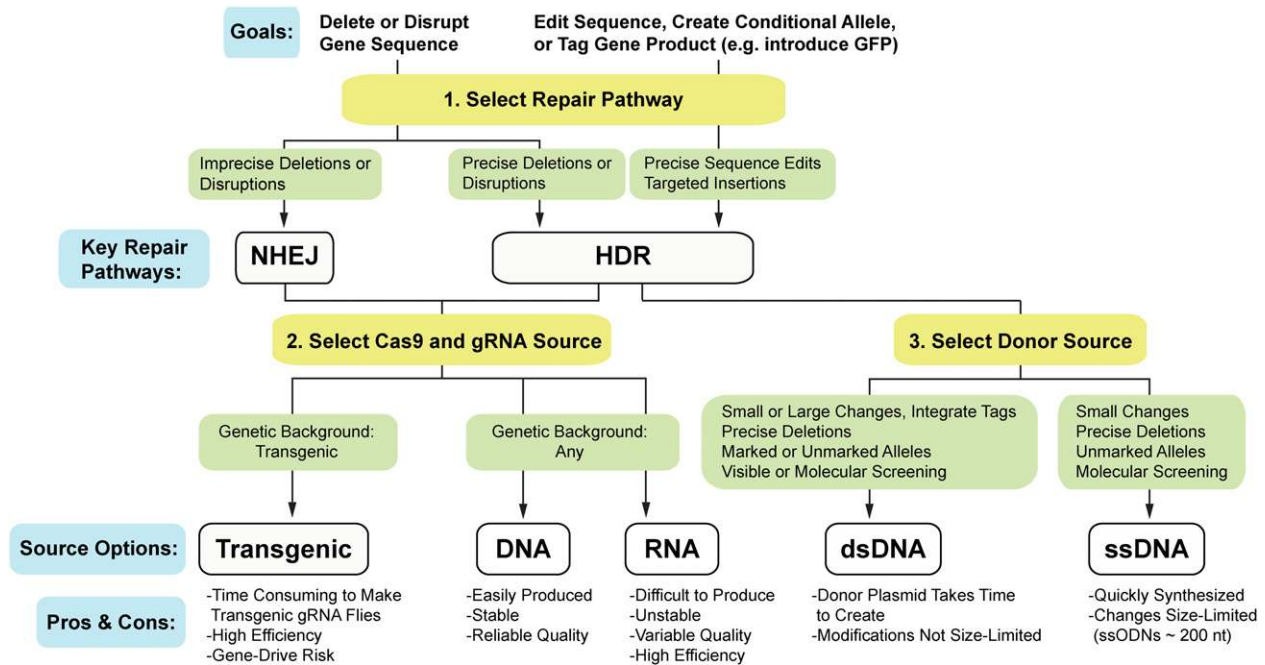 Goals:
Delete or Disrupt
Gene Sequence
Edit Sequence, Create Conditional Allele,
or Tag Gene Product (e.g. introduce GFP)
1. Select Repair Pathway
Imprecise Deletions or
Disruptions
Precise Deletions or
Disruptions
Precise Sequence Edits
Targeted Insertions
Key Repair
Pathways:
NHEJ
HDR
2. Select Cas9 and gRNA Source
3. Select Donor Source
Genetic Background:
Transgenic
Genetic Background:
Any
Small or Large Changes, Integrate Tags
Precise Deletions
Marked or Unmarked Alleles
Visible or Molecular Screening
Small Changes
Precise Deletions
Unmarked Alleles
Molecular Screening
Source Options:
Transgenic
DNA
RNA
dsDNA
ssDNA
Pros & Cons:
-Time Consuming to Make
Transgenic gRNA Flies
-High Efficiency
-Gene-Drive Risk
-Easily Produced
-Stable
-Reliable Quality
-Difficult to Produce
-Unstable
-Variable Quality
-High Efficiency
-Donor Plasmid Takes Time
to Create
-Modifications Not Size-Limited
-Quickly Synthesized
-Changes Size-Limited
(ssODNs ~ 200 nt)